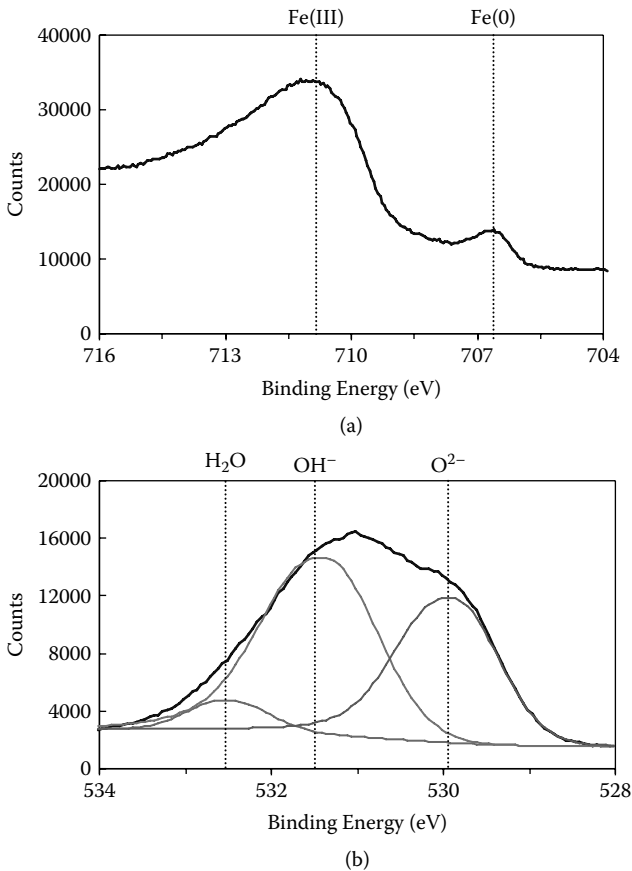 Fe(III) Fe(0)
40000
30000
20000
10000
0
Counts
716 713 710 707 704
Binding Energy (eV)
(a)
H₂O OH⁻ O²⁻
20000
16000
12000
8000
4000
0
Counts
534 532 530 528
Binding Energy (eV)
(b)